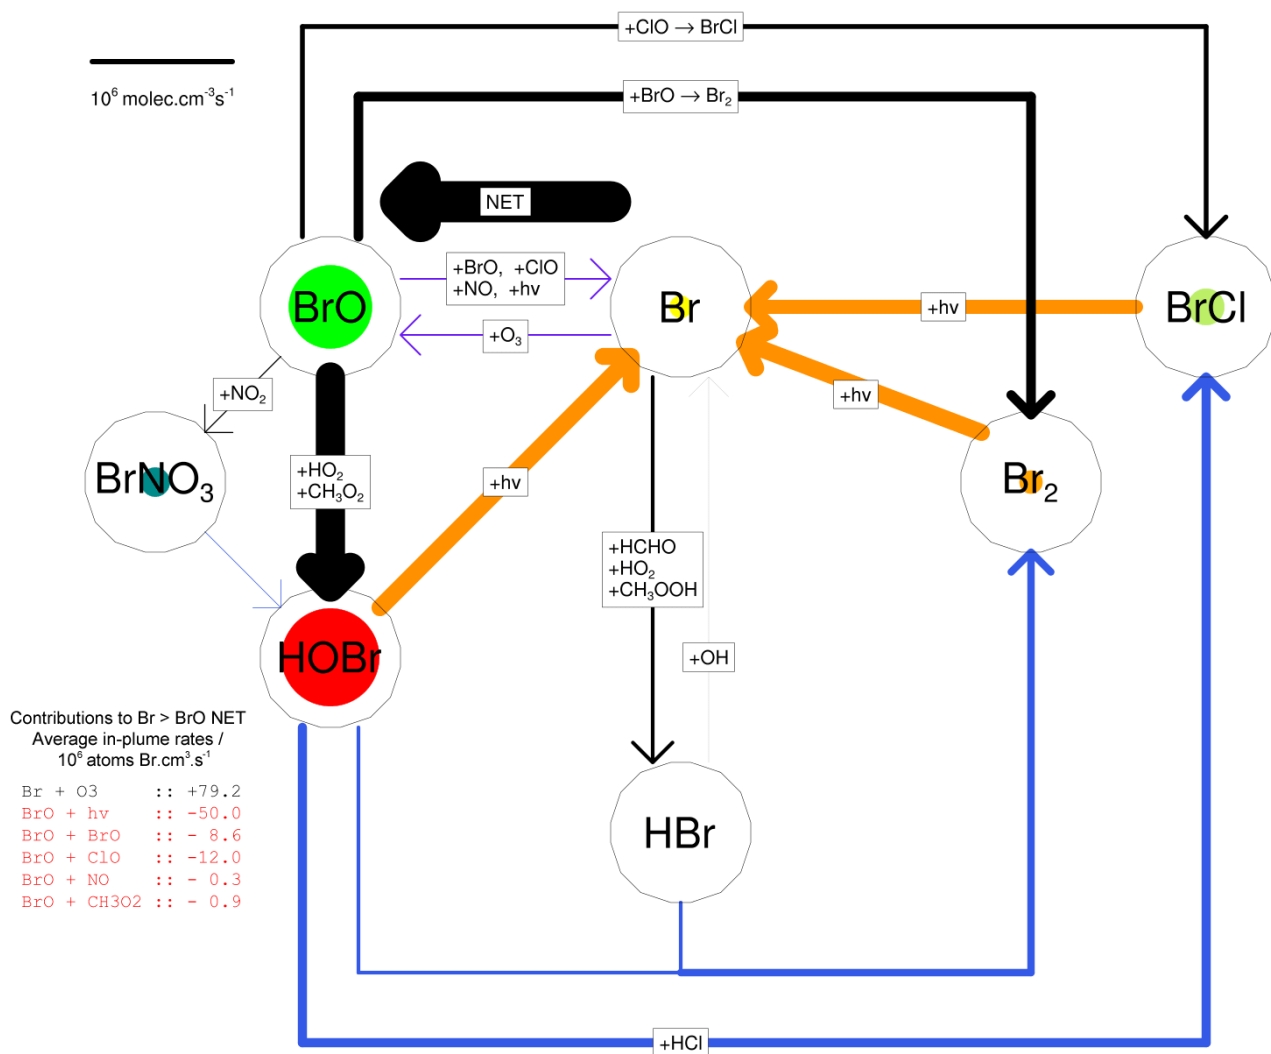 +ClO → BrCl
10⁶ molec.cm⁻³s⁻¹
+BrO → Br₂
NET
+BrO, +ClO
+NO, +hv
BrO
Br
+hv
BrCl
+O₃
+NO₂
+hv
BrNO₃
+HO₂
+CH₃O₂
+hv
Br₂
+HCHO
+HO₂
+CH₃OOH
HOBr
+OH
Contributions to Br > BrO NET
Average in-plume rates /
10⁶ atoms Br.cm³.s⁻¹
Br + O3 :: +79.2
BrO + hv :: -50.0
BrO + BrO :: - 8.6
BrO + ClO :: -12.0
BrO + NO :: - 0.3
BrO + CH3O2 :: - 0.9
HBr
+HCl